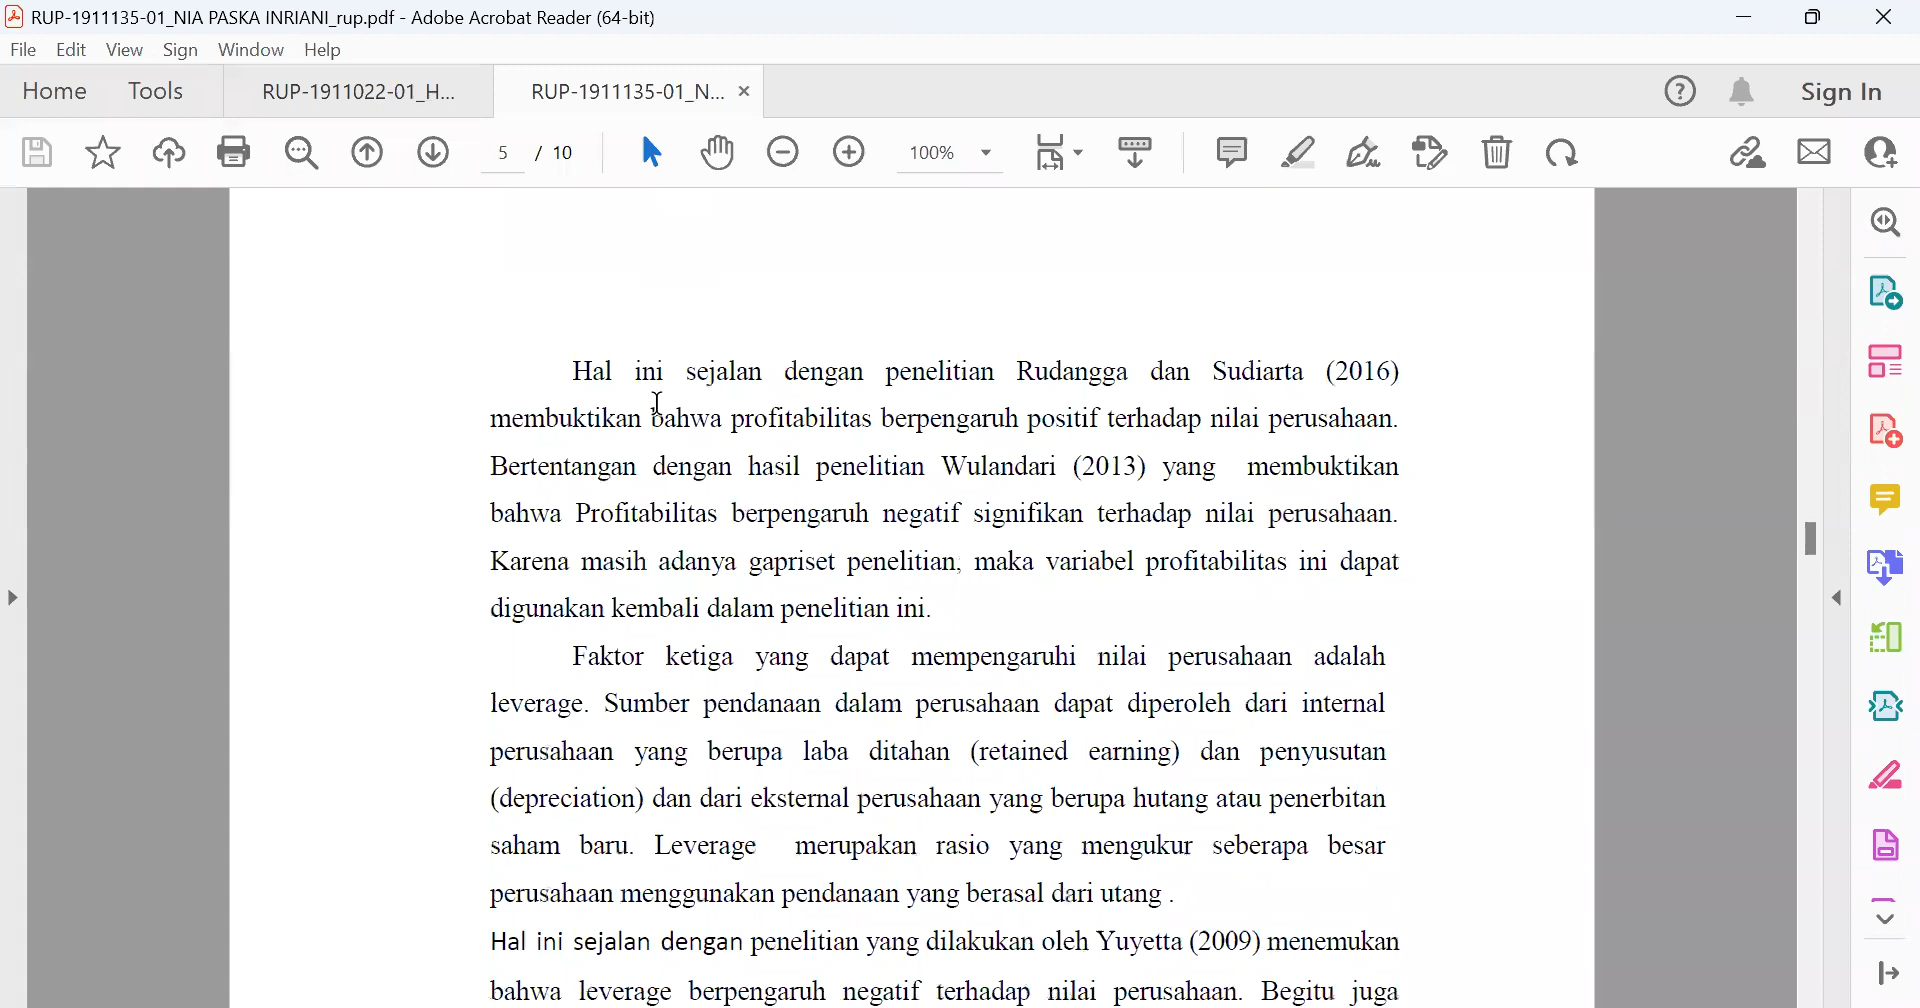 RUP-1911135-01_NIA PASKA INRIANI_rup.pdf - Adobe Acrobat Reader (64-bit)
File Edit View Sign Window Help
Home Tools RUP-1911022-01_H... RUP-1911135-01_N... Sign In
5 / 10 100%
Hal ini sejalan dengan penelitian Rudangga dan Sudiarta (2016)
membuktikan bahwa profitabilitas berpengaruh positif terhadap nilai perusahaan.
Bertentangan dengan hasil penelitian Wulandari (2013) yang membuktikan
bahwa Profitabilitas berpengaruh negatif signifikan terhadap nilai perusahaan.
Karena masih adanya gapriset penelitian, maka variabel profitabilitas ini dapat
digunakan kembali dalam penelitian ini.
Faktor ketiga yang dapat mempengaruhi nilai perusahaan adalah
leverage. Sumber pendanaan dalam perusahaan dapat diperoleh dari internal
perusahaan yang berupa laba ditahan (retained earning) dan penyusutan
(depreciation) dan dari eksternal perusahaan yang berupa hutang atau penerbitan
saham baru. Leverage merupakan rasio yang mengukur seberapa besar
perusahaan menggunakan pendanaan yang berasal dari utang .
Hal ini sejalan dengan penelitian yang dilakukan oleh Yuyetta (2009) menemukan
bahwa leverage berpengaruh negatif terhadap nilai perusahaan. Begitu juga